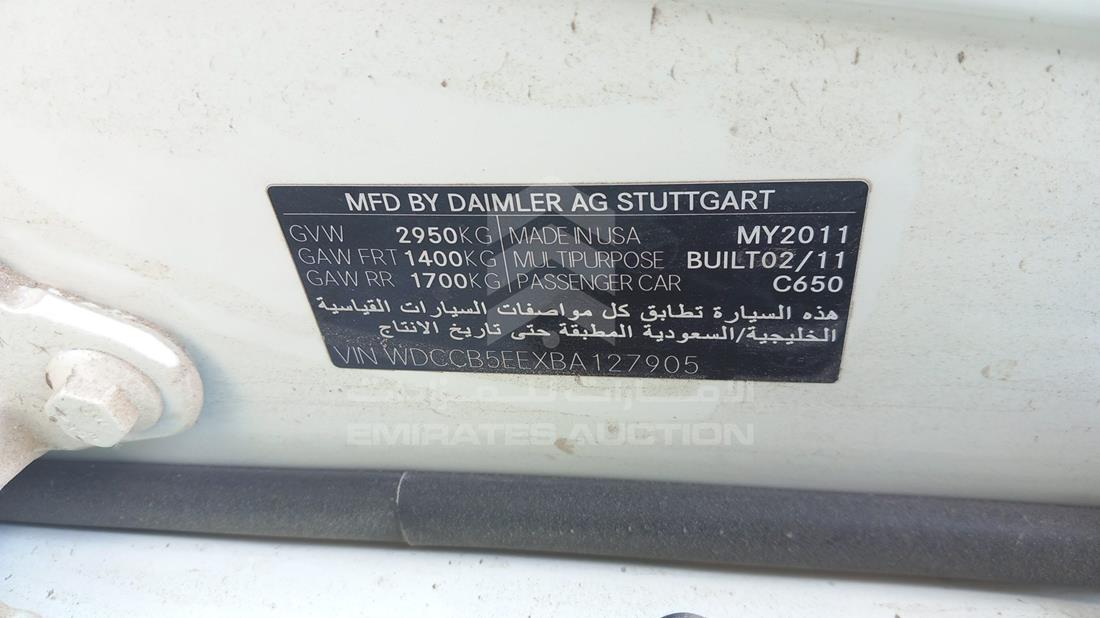 MFD BY DAIMLER AG STUTTGART
GVW 2950KG MADE IN USA MY2011
GAW FRT 1400KG MULTIPURPOSE BUILT02/11
GAW RR 1700KG PASSENGER CAR C650
هذه السيارة تطابق كل مواصفات السيارات القياسية
الخليجية/السعودية المطبقة حتى تاريخ الانتاج
VIN WDCCB5EEXBA127905
الإمارات للمزادات
EMIRATES AUCTION